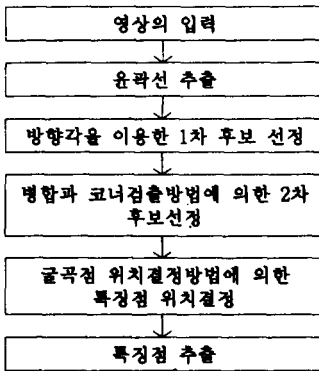 영상의 입력
윤곽선 추출
방향각을 이용한 1차 후보 선정
병합과 코너검출방법에 의한 2차
후보선정
굴곡점 위치결정방법에 의한
특징점 위치결정
특징점 추출